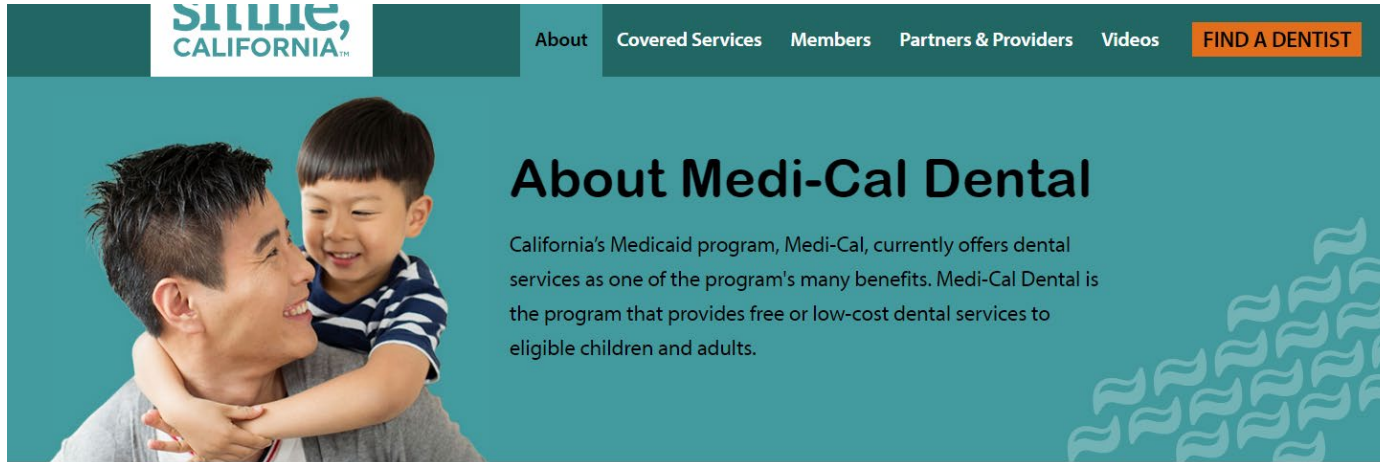 smile,
CALIFORNIA™
About Covered Services Members Partners & Providers Videos FIND A DENTIST
About Medi-Cal Dental
California’s Medicaid program, Medi-Cal, currently offers dental
services as one of the program's many benefits. Medi-Cal Dental is
the program that provides free or low-cost dental services to
eligible children and adults.